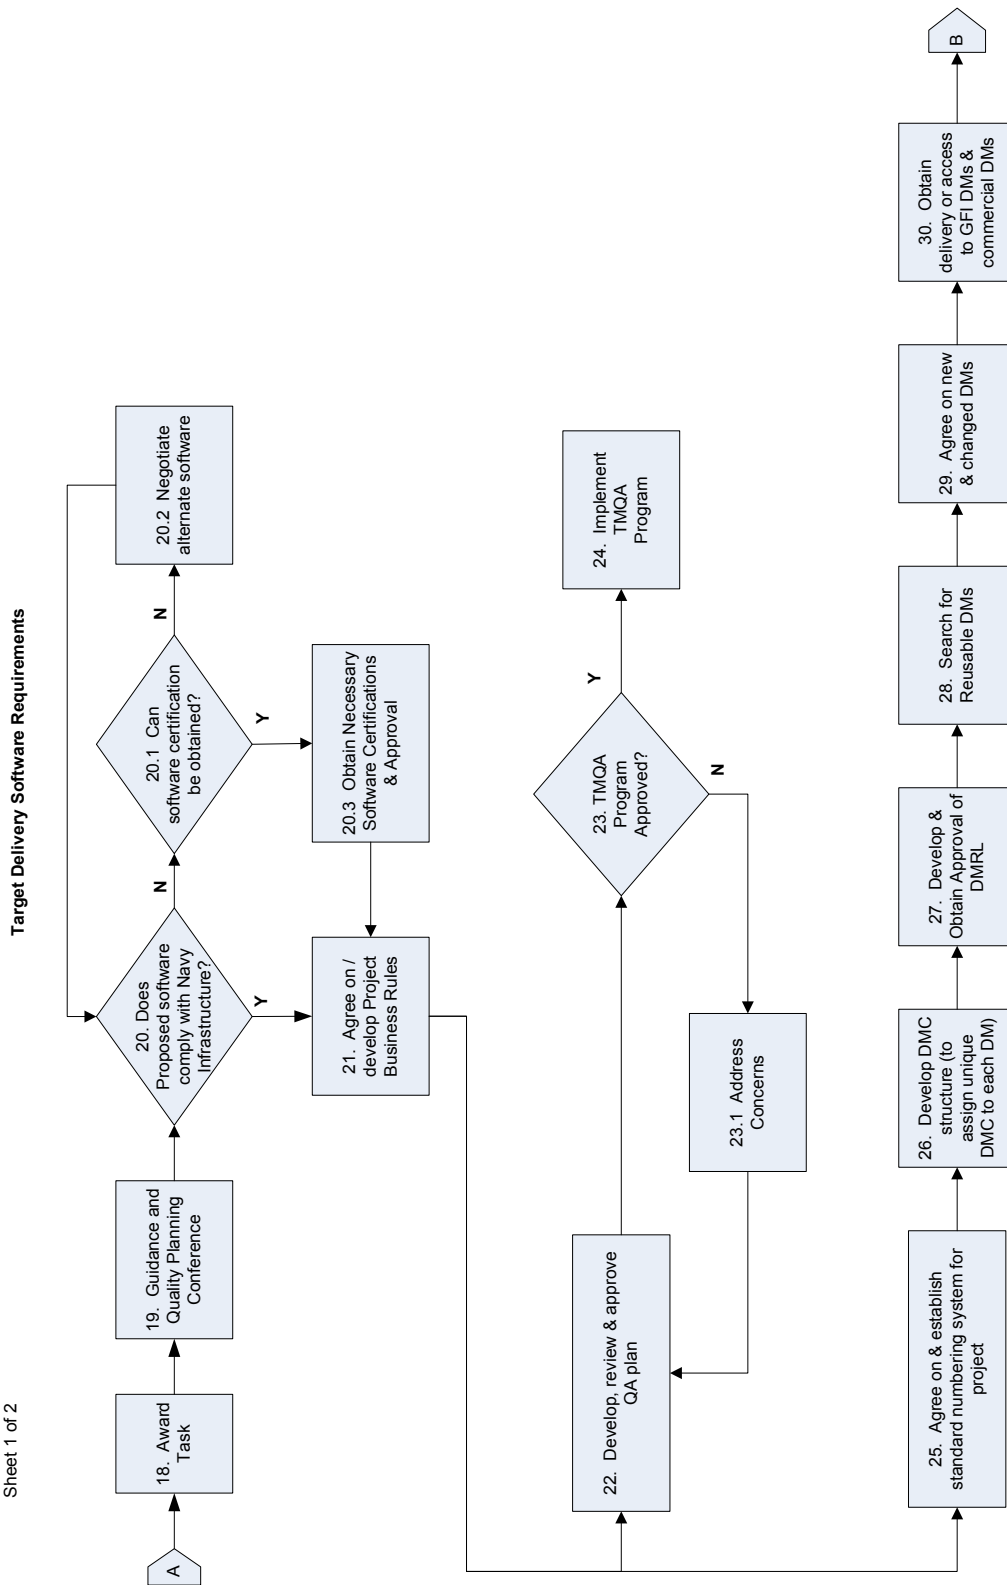 Sheet 1 of 2
Target Delivery Software Requirements
A
18. Award
Task
19. Guidance and
Quality Planning
Conference
20. Does
Proposed software
comply with Navy
Infrastructure?
N
Y
20.1 Can
software certification
be obtained?
N
Y
20.2 Negotiate
alternate software
20.3 Obtain Necessary
Software Certifications
& Approval
21. Agree on /
develop Project
Business Rules
22. Develop, review & approve
QA plan
23. TMQA
Program
Approved?
Y
N
23.1 Address
Concerns
24. Implement
TMQA
Program
25. Agree on & establish
standard numbering system for
project
26. Develop DMC
structure (to
assign unique
DMC to each DM)
27. Develop &
Obtain Approval of
DMRL
28. Search for
Reusable DMs
29. Agree on new
& changed DMs
30. Obtain
delivery or access
to GFI DMs &
commercial DMs
B